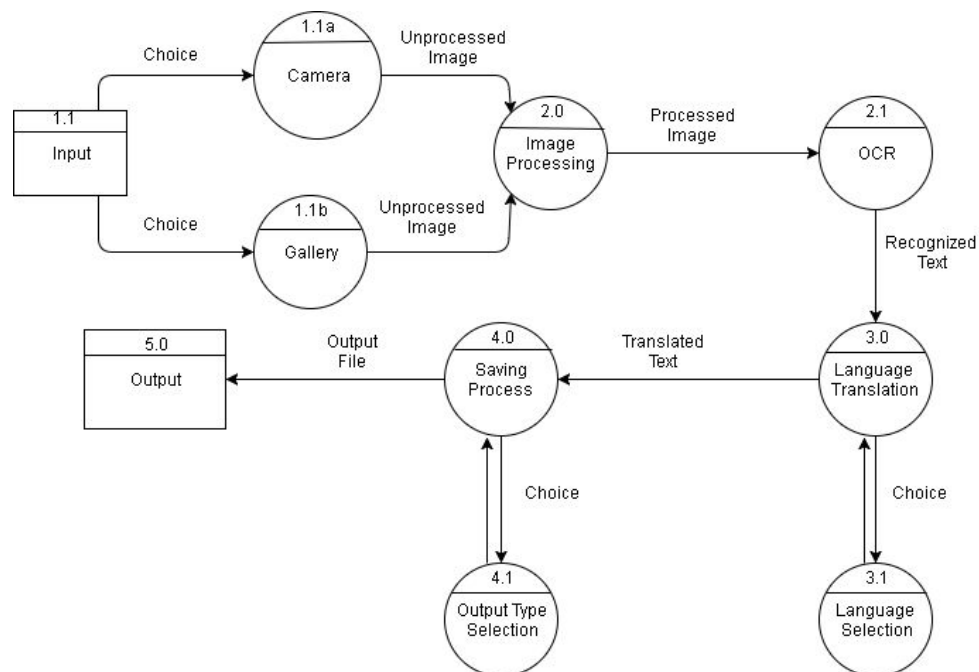 1.1a
Camera
Choice
Unprocessed
Image
1.1
Input
2.0
Image
Processing
Processed
Image
2.1
OCR
Choice
1.1b
Gallery
Unprocessed
Image
Recognized
Text
5.0
Output
Output
File
4.0
Saving
Process
Translated
Text
3.0
Language
Translation
Choice
Choice
4.1
Output Type
Selection
3.1
Language
Selection